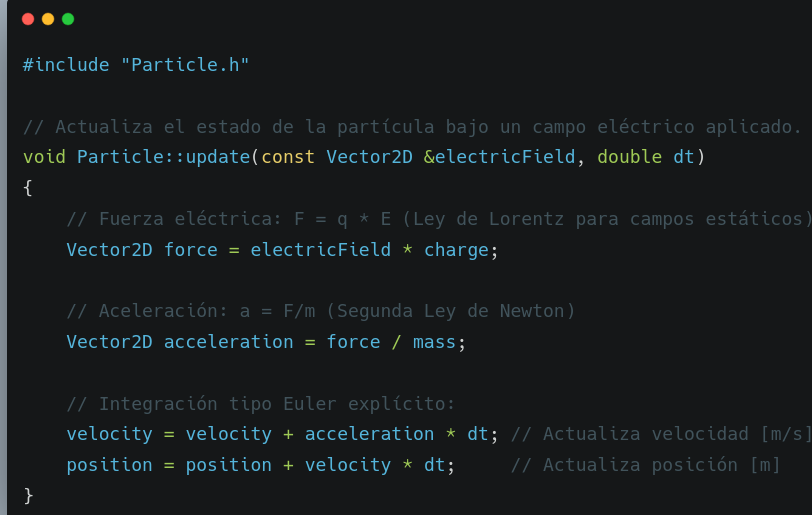 #include "Particle.h"
// Actualiza el estado de la partícula bajo un campo eléctrico aplicado.
void Particle::update(const Vector2D &electricField, double dt)
{
// Fuerza eléctrica: F = q * E (Ley de Lorentz para campos estáticos)
Vector2D force = electricField * charge;
// Aceleración: a = F/m (Segunda Ley de Newton)
Vector2D acceleration = force / mass;
// Integración tipo Euler explícito:
velocity = velocity + acceleration * dt; // Actualiza velocidad [m/s]
position = position + velocity * dt;     // Actualiza posición [m]
}